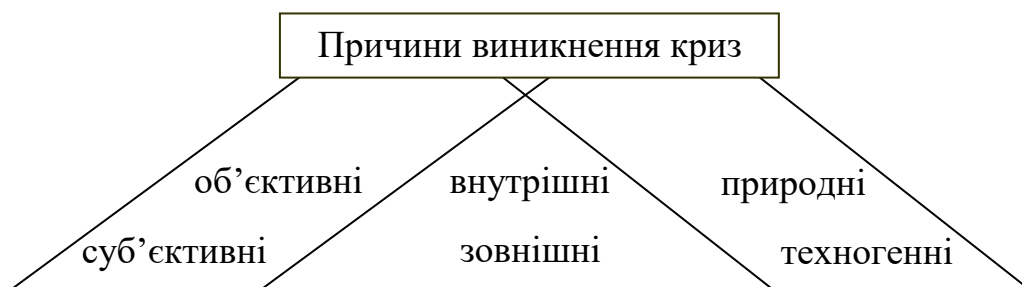 Причини виникнення криз
об’єктивні внутрішні природні
суб’єктивні зовнішні техногенні